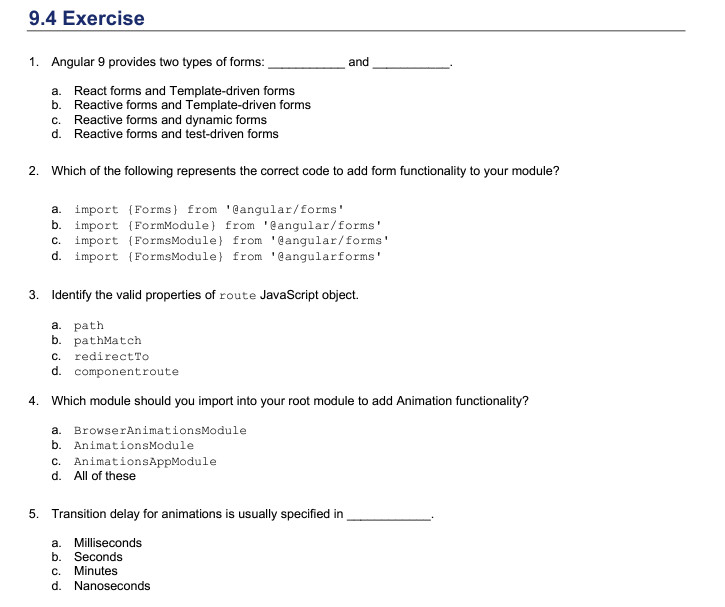 9.4 Exercise
1. Angular 9 provides two types of forms: ___________ and ___________.
a. React forms and Template-driven forms
b. Reactive forms and Template-driven forms
c. Reactive forms and dynamic forms
d. Reactive forms and test-driven forms
2. Which of the following represents the correct code to add form functionality to your module?
a. import {Forms} from '@angular/forms'
b. import {FormModule} from '@angular/forms'
c. import {FormsModule} from '@angular/forms'
d. import {FormsModule} from '@angularforms'
3. Identify the valid properties of route JavaScript object.
a. path
b. pathMatch
c. redirectTo
d. componentroute
4. Which module should you import into your root module to add Animation functionality?
a. BrowserAnimationsModule
b. AnimationsModule
c. AnimationsAppModule
d. All of these
5. Transition delay for animations is usually specified in ____________.
a. Milliseconds
b. Seconds
c. Minutes
d. Nanoseconds